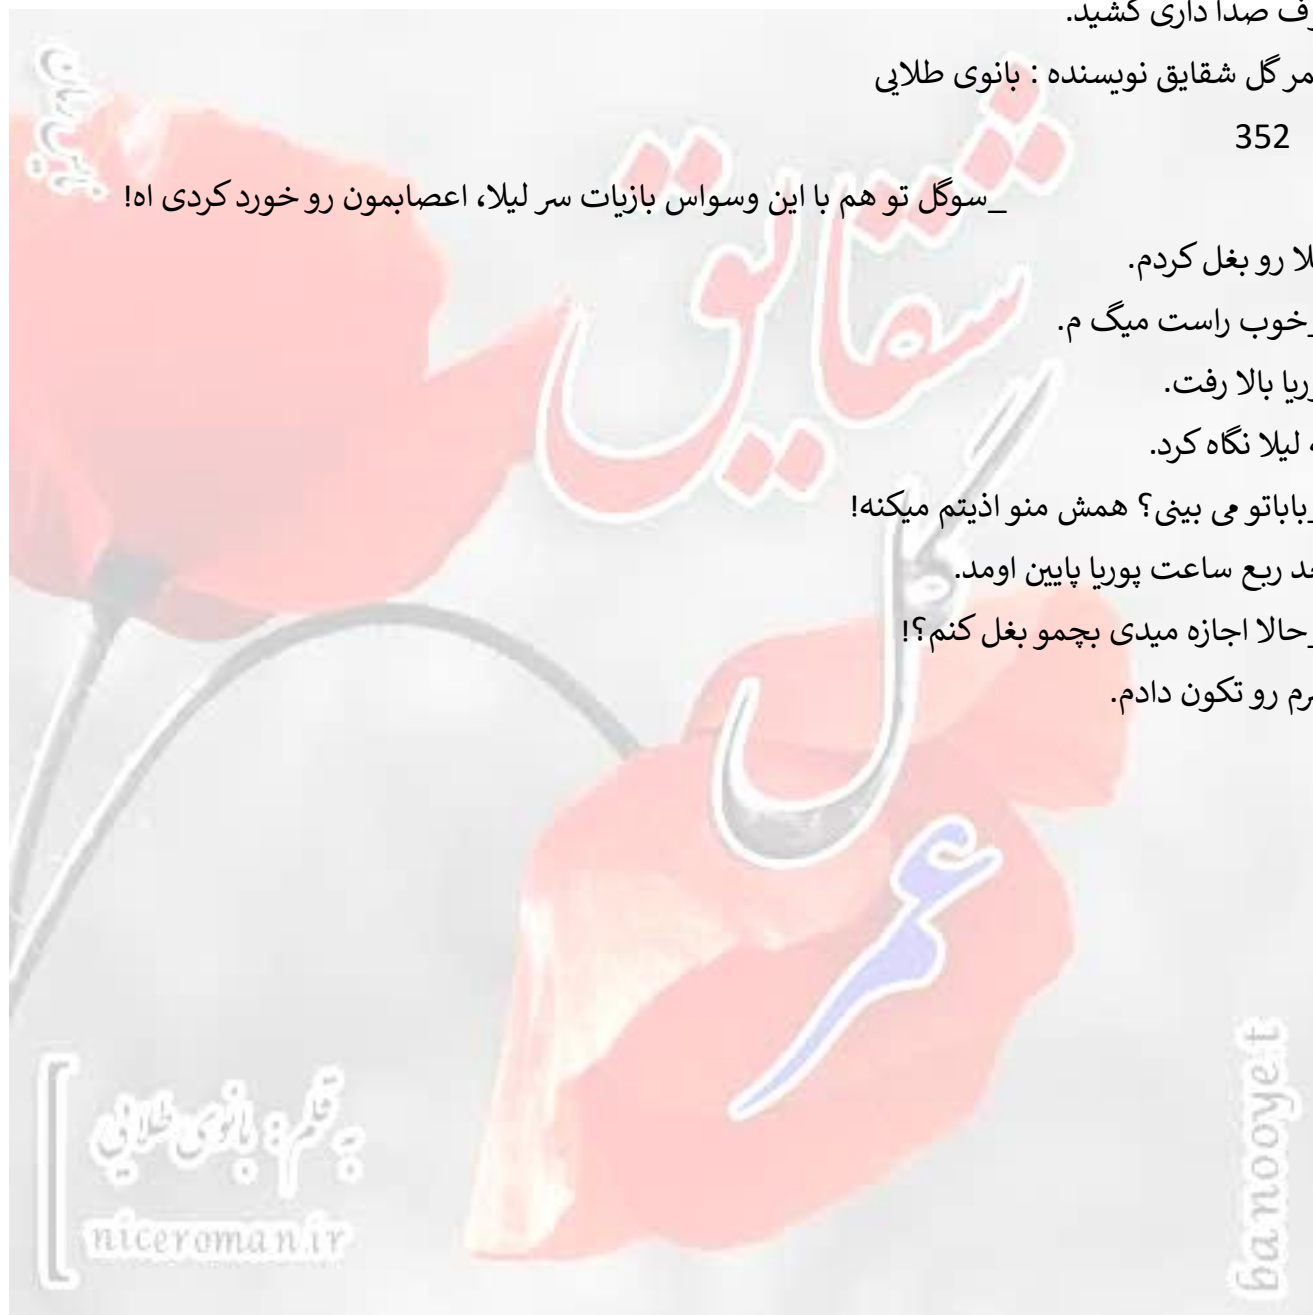 صدا داری کشید.
گل شقایق نویسنده : بانوی طلایی
352
_سوگل تو هم با این وسواس بازیات سر لیلا، اعصابمون رو خورد کردی اه!
رو بغل کردم.
خوب راست میگ م.
بالا رفت.
لیلا نگاه کرد.
باباتو می بینی؟ همش منو اذیتم میکنه!
ربع ساعت پوریا پایین اومد.
حالا اجازه میدی بچمو بغل کنم؟!
رو تکون دادم.
شقایق
گل
عمر
به قلم: بانوی طلایی
niceroman.ir
banooye.t